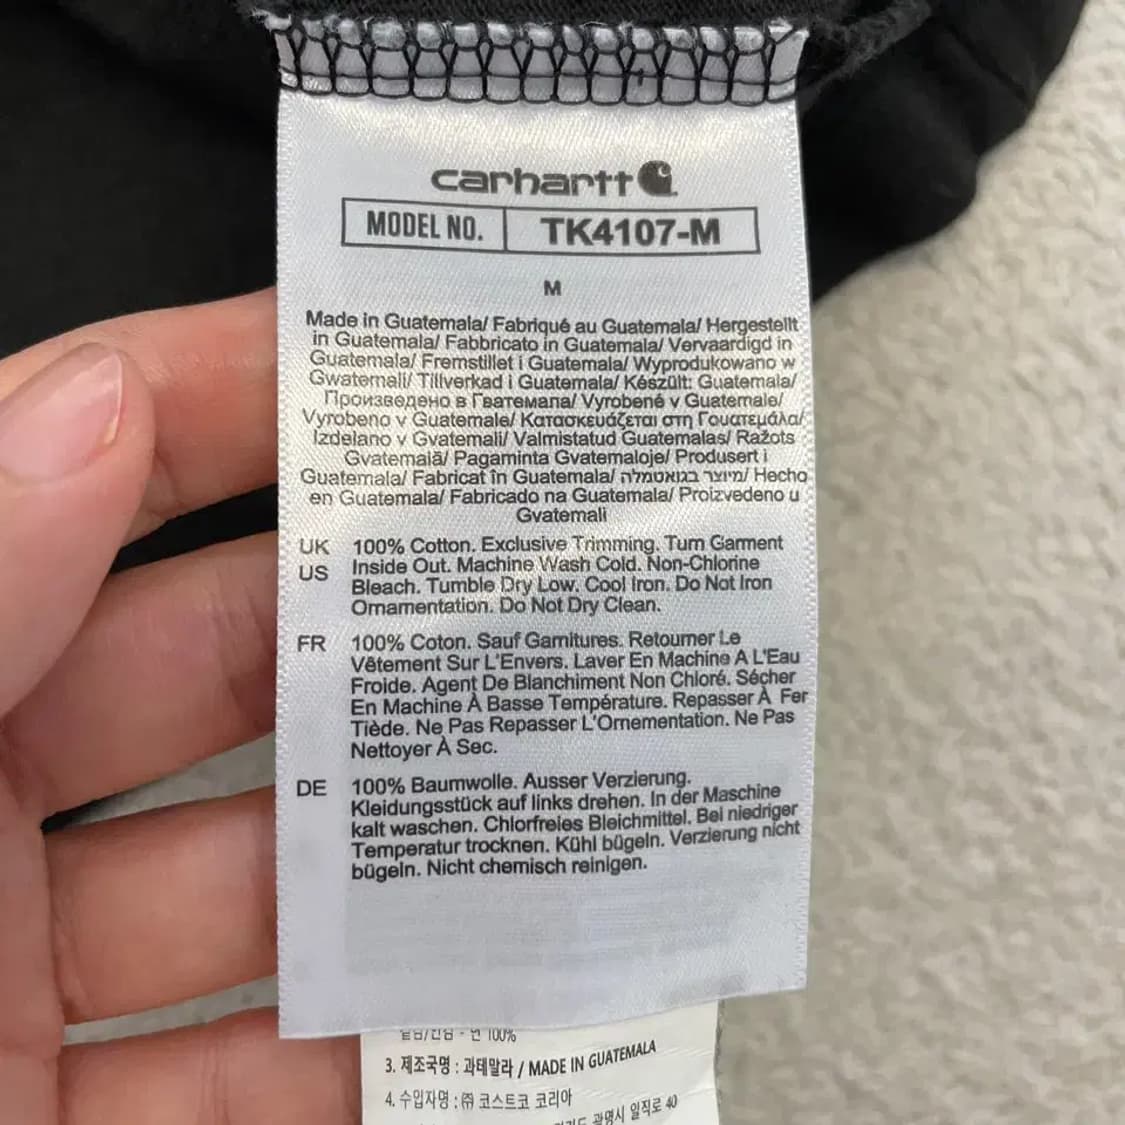 carhartt
MODEL NO. TK4107-M
M
Made in Guatemala/ Fabriqué au Guatemala/ Hergestellt
in Guatemala/ Fabbricato in Guatemala/ Vervaardigd in
Guatemala/ Fremstillet i Guatemala/ Wyprodukowano w
Gwatemali/ Tillverkad i Guatemala/ Készült: Guatemala/
Произведено в Гватемала/ Vyrobené v Guatemale/
Vyrobeno v Guatemale/ Κατασκευάζεται στη Γουατεμάλα/
Izdelano v Gvatemali/ Valmistatud Guatemalas/ Ražots
Gvatemalā/ Pagaminta Gvatemaloje/ Produsert i
Guatemala/ Fabricat în Guatemala/ מיוצר בגואטמלה/ Hecho
en Guatemala/ Fabricado na Guatemala/ Proizvedeno u
Gvatemali
UK US 100% Cotton. Exclusive Trimming. Turn Garment
Inside Out. Machine Wash Cold. Non-Chlorine
Bleach. Tumble Dry Low. Cool Iron. Do Not Iron
Ornamentation. Do Not Dry Clean.
FR 100% Coton. Sauf Garnitures. Retourner Le
Vêtement Sur L'Envers. Laver En Machine A L'Eau
Froide. Agent De Blanchiment Non Chloré. Sécher
En Machine À Basse Température. Repasser À Fer
Tiède. Ne Pas Repasser L'Ornementation. Ne Pas
Nettoyer À Sec.
DE 100% Baumwolle. Ausser Verzierung.
Kleidungsstück auf links drehen. In der Maschine
kalt waschen. Chlorfreies Bleichmittel. Bei niedriger
Temperatur trocknen. Kühl bügeln. Verzierung nicht
bügeln. Nicht chemisch reinigen.
100%
3. 제조국명 : 과테말라 / MADE IN GUATEMALA
4. 수입자명 : ㈜ 코스트코 코리아
광명시 일직로 40